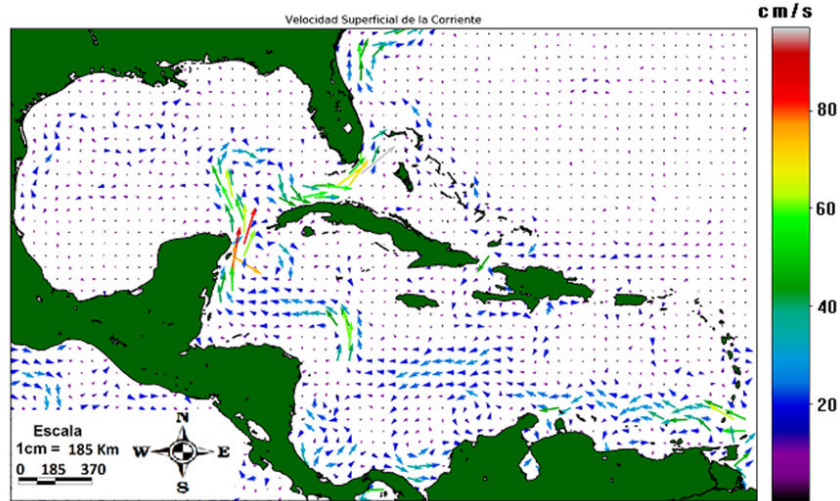 Velocidad Superficial de la Corriente
cm/s
80
60
40
20
Escala
1cm = 185 Km
0 185 370
N
W E
S